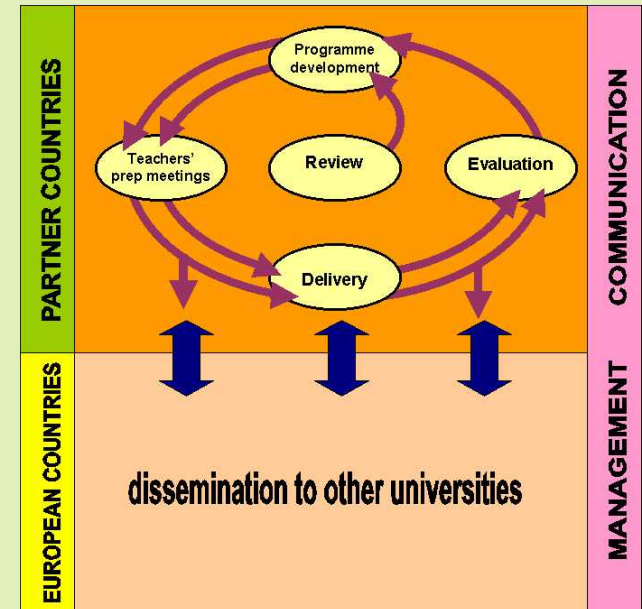 PARTNER COUNTRIES
Programme
development
Teachers'
prep meetings
Review
Evaluation
Delivery
COMMUNICATION
EUROPEAN COUNTRIES
dissemination to other universities
MANAGEMENT